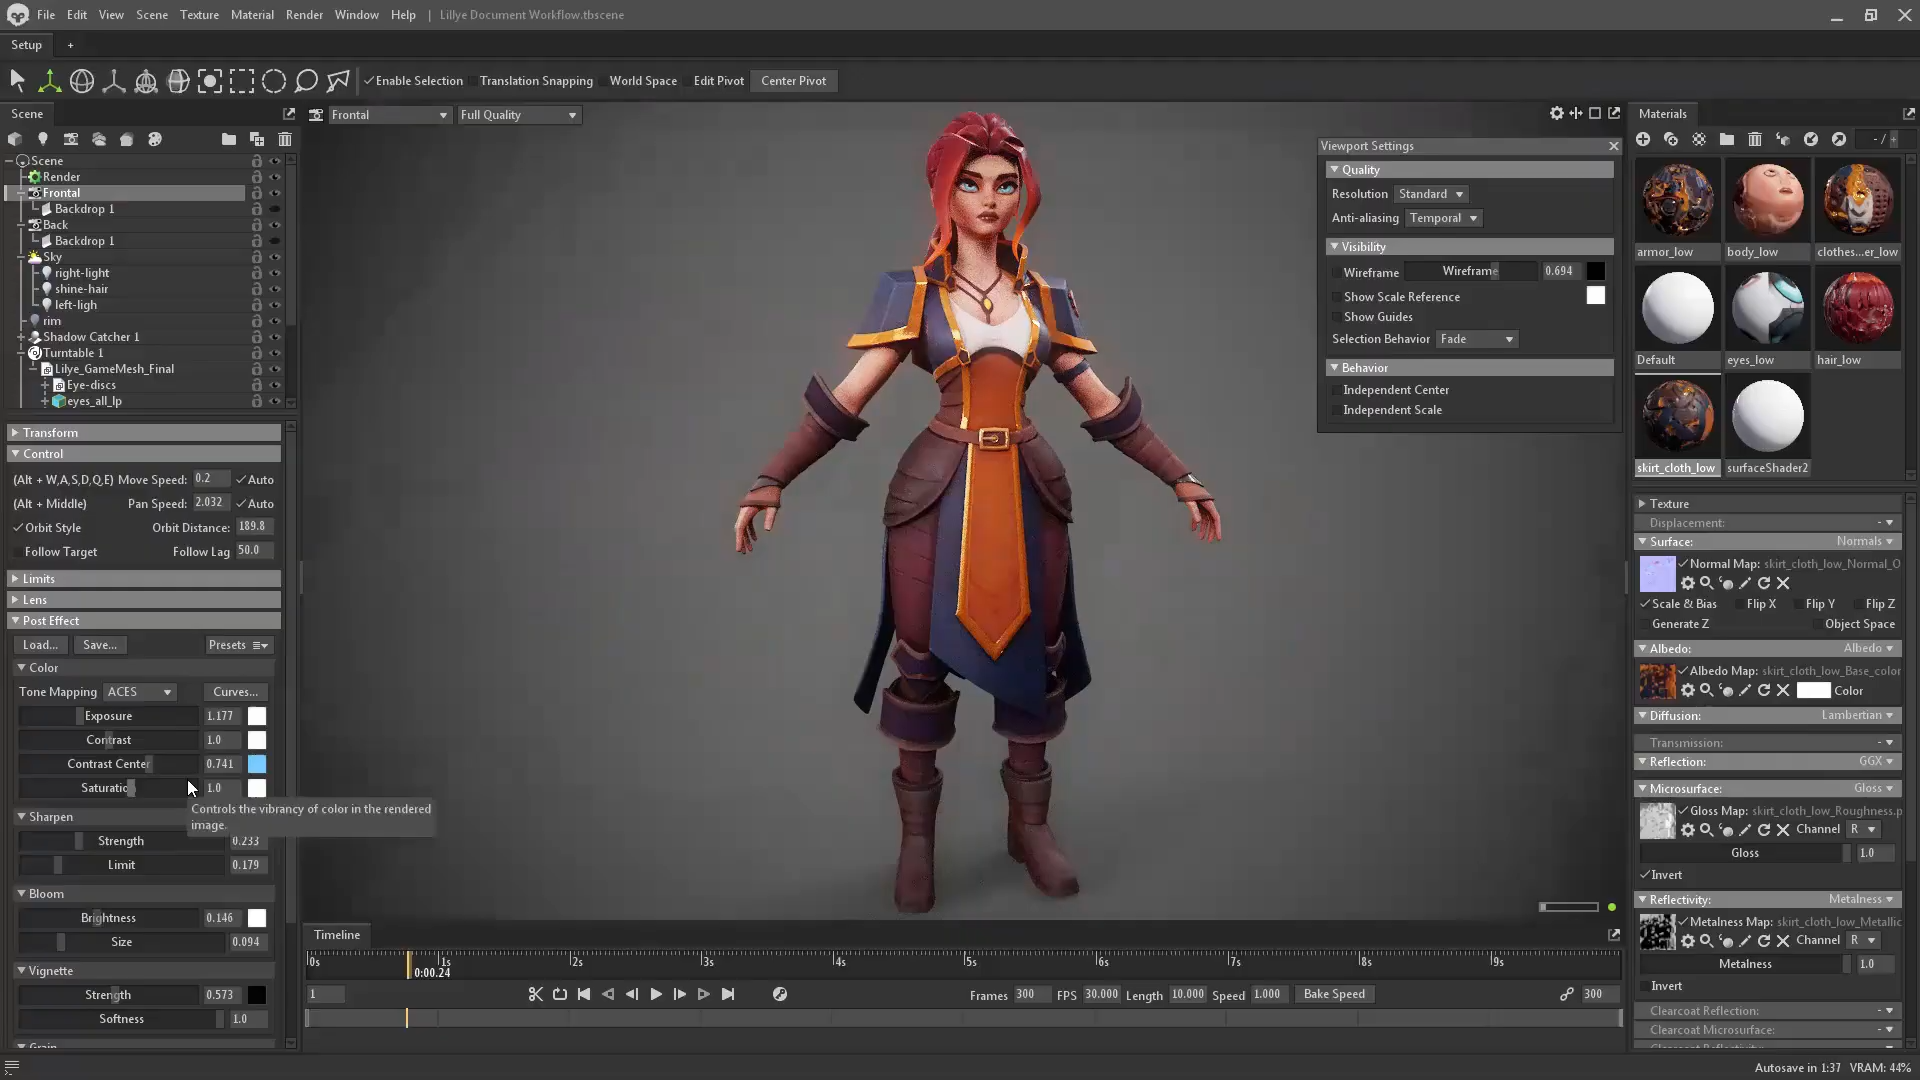 File Edit View Scene Texture Material Render Window Help | Lillye Document Workflow.tbscene
Setup +
Enable Selection Translation Snapping World Space Edit Pivot Center Pivot
Scene
Frontal Full Quality
Scene
Render
Frontal
Backdrop 1
Back
Backdrop 1
Sky
right-light
shine-hair
left-ligh
rim
Shadow Catcher 1
Turntable 1
Lilye_GameMesh_Final
Eye-discs
eyes_all_lp
Transform
Control
(Alt + W,A,S,D,Q,E) Move Speed: 0.2 Auto
(Alt + Middle) Pan Speed: 2.032 Auto
Orbit Style Orbit Distance: 189.8
Follow Target Follow Lag 50.0
Limits
Lens
Post Effect
Load... Save... Presets
Color
Tone Mapping ACES Curves...
Exposure 1.177
Contrast 1.0
Contrast Center 0.741
Saturation 1.0
Controls the vibrancy of color in the rendered
image.
Sharpen
Strength 0.233
Limit 0.179
Bloom
Brightness 0.146
Size 0.094
Vignette
Strength 0.573
Softness 1.0
Grain
Viewport Settings
Quality
Resolution Standard
Anti-aliasing Temporal
Visibility
Wireframe Wireframe 0.694
Show Scale Reference
Show Guides
Selection Behavior Fade
Behavior
Independent Center
Independent Scale
Timeline
0s 1s 2s 3s 4s 5s 6s 7s 8s 9s
0:00.24
1 Frames 300 FPS 30.000 Length 10.000 Speed 1.000 Bake Speed 300
Materials
- / +
armor_low body_low clothes...er_low
Default eyes_low hair_low
skirt_cloth_low surfaceShader2
Texture
Displacement: -
Surface: Normals
Normal Map: skirt_cloth_low_Normal_O
Scale & Bias Flip X Flip Y Flip Z
Generate Z Object Space
Albedo: Albedo
Albedo Map: skirt_cloth_low_Base_color
Color
Diffusion: Lambertian
Transmission: -
Reflection: GGX
Microsurface: Gloss
Gloss Map: skirt_cloth_low_Roughness.p
Channel R
Gloss 1.0
Invert
Reflectivity: Metalness
Metalness Map: skirt_cloth_low_Metallic
Channel R
Metalness 1.0
Invert
Clearcoat Reflection: -
Clearcoat Microsurface: -
Clearcoat Reflectivity: -
Autosave in 1:37 VRAM: 44%